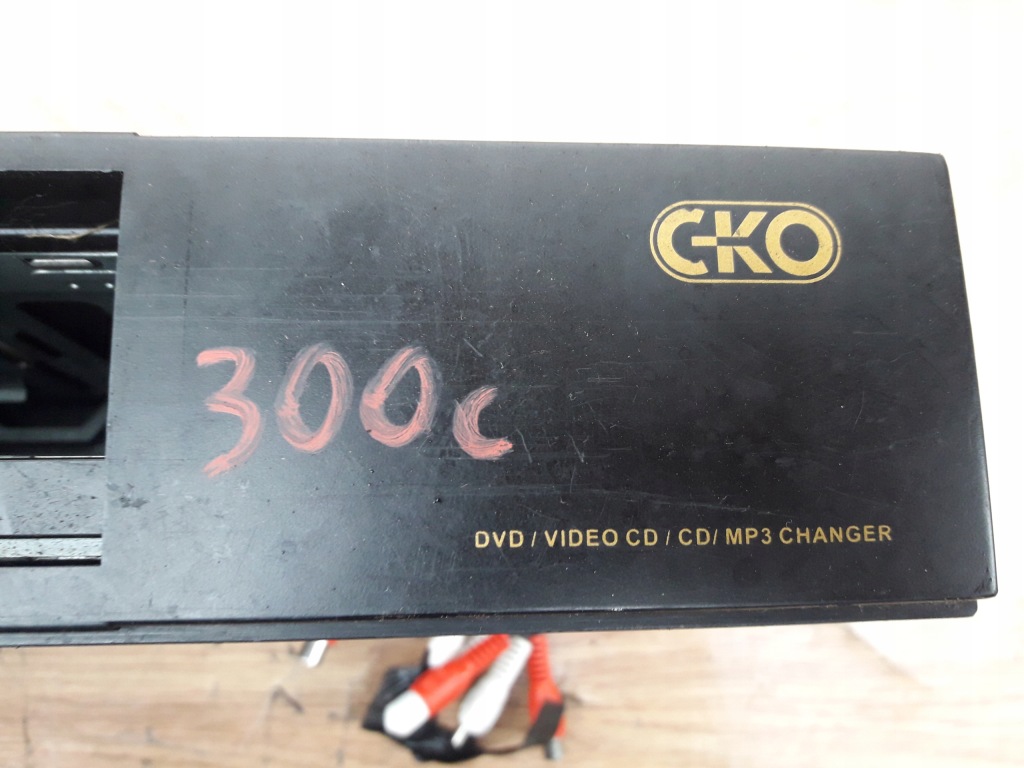 CKO
300c
DVD / VIDEO CD / CD/ MP3 CHANGER